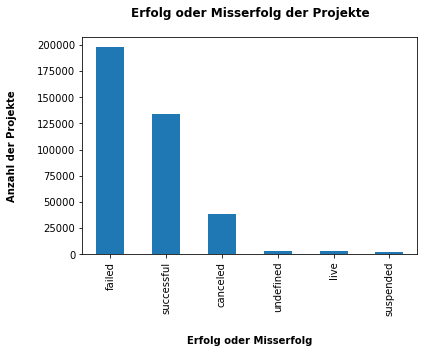 Erfolg oder Misserfolg der Projekte
Anzahl der Projekte
200000
175000
150000
125000
100000
75000
50000
25000
0
failed
successful
canceled
undefined
live
suspended
Erfolg oder Misserfolg